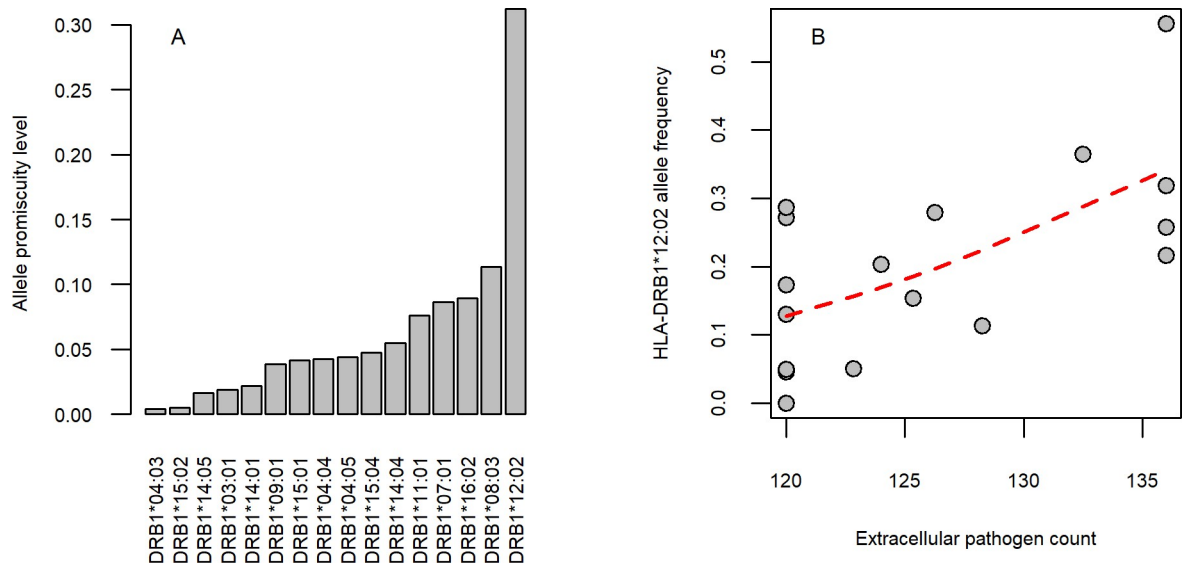 A
Allele promiscuity level
0.30
0.25
0.20
0.15
0.10
0.05
0.00
DRB1*04:03
DRB1*15:02
DRB1*14:05
DRB1*03:01
DRB1*14:01
DRB1*09:01
DRB1*15:01
DRB1*04:04
DRB1*04:05
DRB1*15:04
DRB1*14:04
DRB1*11:01
DRB1*07:01
DRB1*16:02
DRB1*08:03
DRB1*12:02
B
HLA-DRB1*12:02 allele frequency
0.5
0.4
0.3
0.2
0.1
0.0
120
125
130
135
Extracellular pathogen count